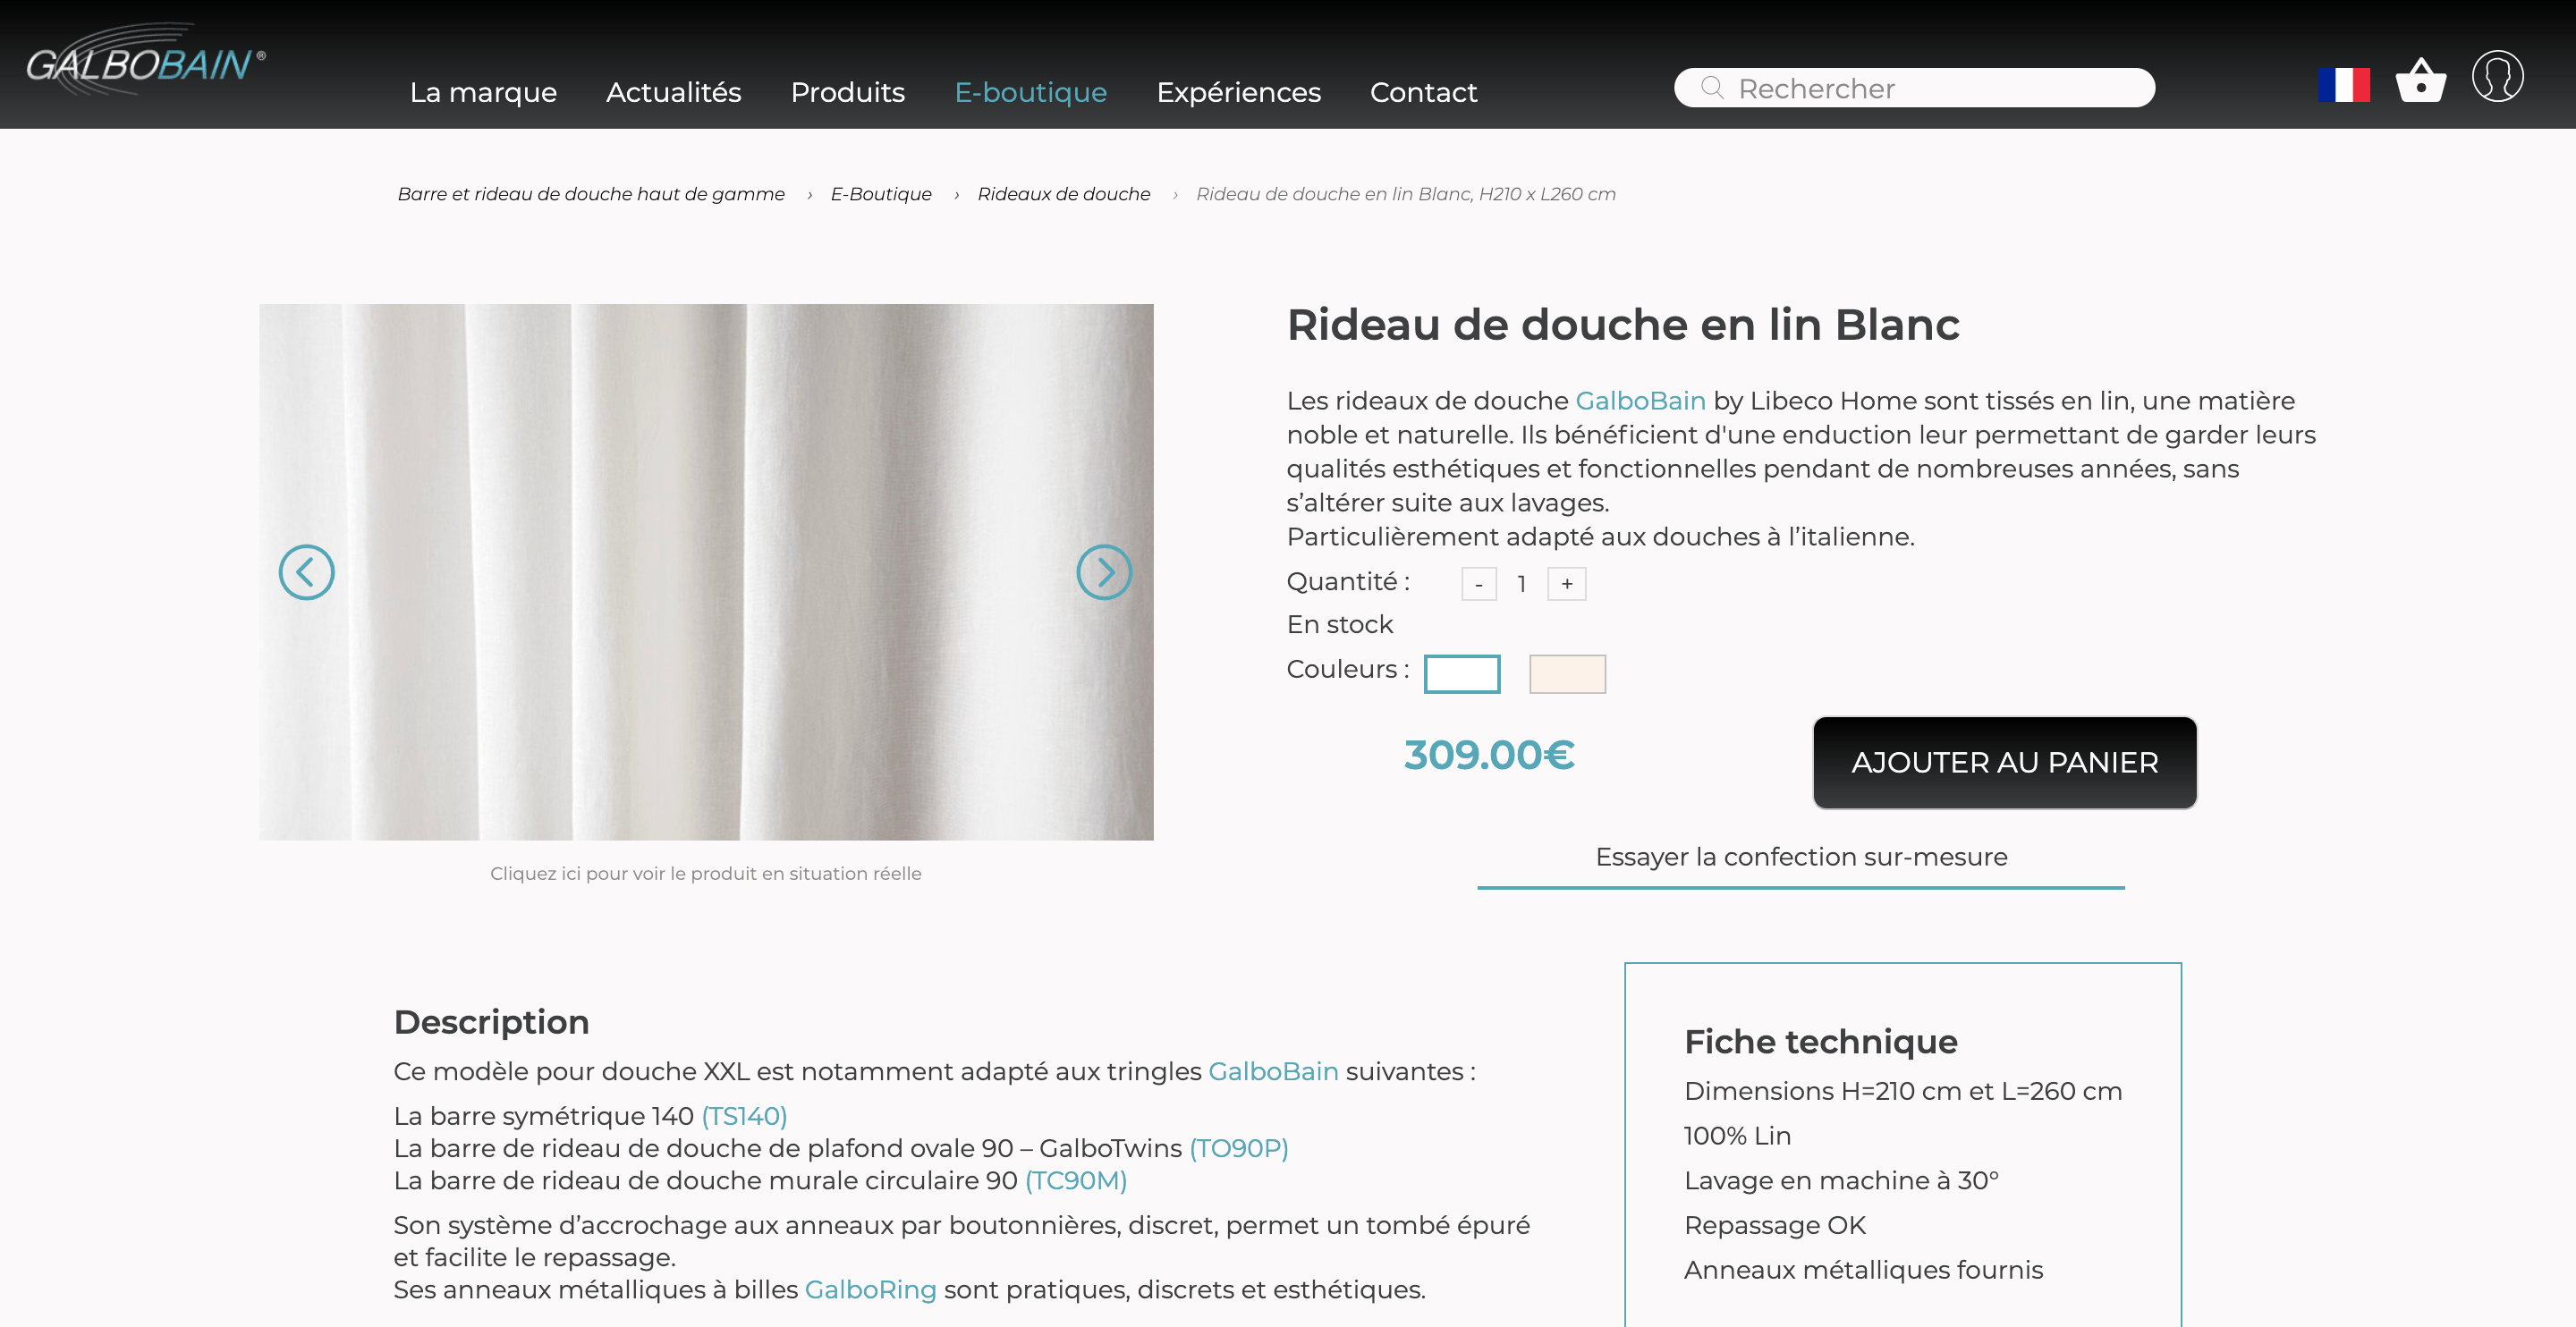 GALBOBAIN®
La marque
Actualités
Produits
E-boutique
Expériences
Contact
Rechercher
Barre et rideau de douche haut de gamme › E-Boutique › Rideaux de douche › Rideau de douche en lin Blanc, H210 x L260 cm
Rideau de douche en lin Blanc
Les rideaux de douche GalboBain by Libeco Home sont tissés en lin, une matière
noble et naturelle. Ils bénéficient d'une enduction leur permettant de garder leurs
qualités esthétiques et fonctionnelles pendant de nombreuses années, sans
s’altérer suite aux lavages.
Particulièrement adapté aux douches à l’italienne.
Quantité : - 1 +
En stock
Couleurs :
309.00€
AJOUTER AU PANIER
Cliquez ici pour voir le produit en situation réelle
Essayer la confection sur-mesure
Description
Ce modèle pour douche XXL est notamment adapté aux tringles GalboBain suivantes :
La barre symétrique 140 (TS140)
La barre de rideau de douche de plafond ovale 90 – GalboTwins (TO90P)
La barre de rideau de douche murale circulaire 90 (TC90M)
Son système d’accrochage aux anneaux par boutonnières, discret, permet un tombé épuré
et facilite le repassage.
Ses anneaux métalliques à billes GalboRing sont pratiques, discrets et esthétiques.
Fiche technique
Dimensions H=210 cm et L=260 cm
100% Lin
Lavage en machine à 30°
Repassage OK
Anneaux métalliques fournis